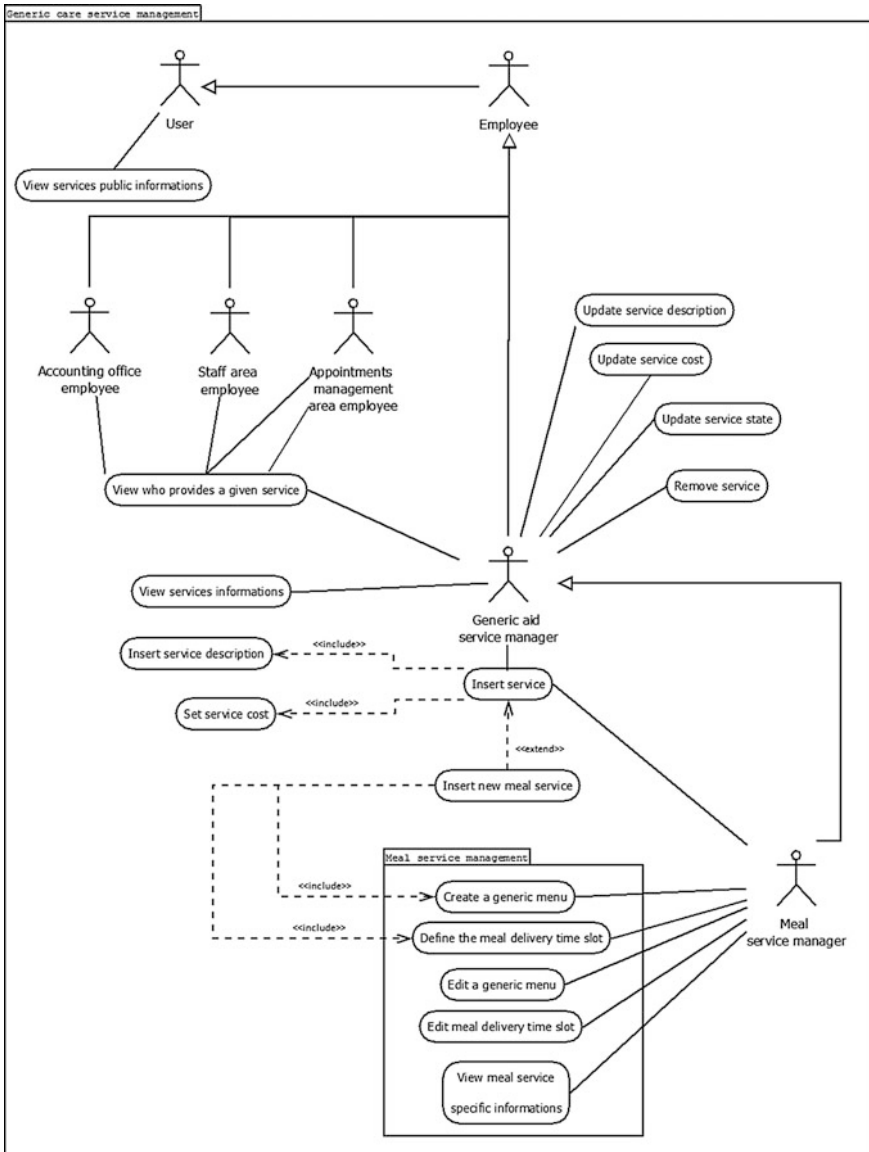 Generic care service management
User
Employee
View services public informations
Accounting office
employee
Staff area
employee
Appointments
management
area employee
Update service description
Update service cost
Update service state
Remove service
View who provides a given service
View services informations
Generic aid
service manager
Insert service description
<<include>>
Insert service
Set service cost
<<include>>
<<extend>>
Insert new meal service
Meal service management
<<include>>
Create a generic menu
<<include>>
Define the meal delivery time slot
Meal
service manager
Edit a generic menu
Edit meal delivery time slot
View meal service
specific informations